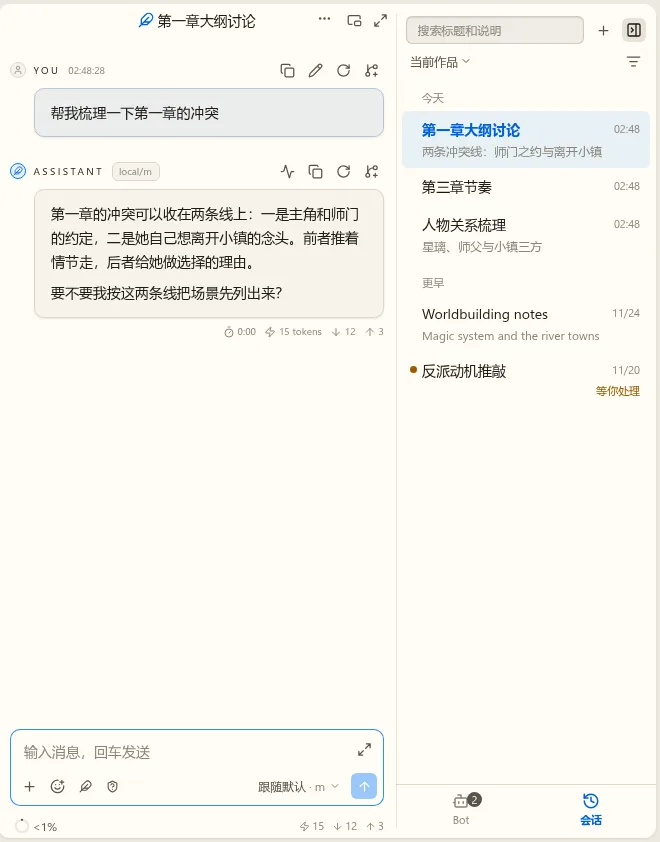 第一章大纲讨论
YOU 02:48:28
帮我梳理一下第一章的冲突
ASSISTANT local/m
第一章的冲突可以收在两条线上：一是主角和师门
的约定，二是她自己想离开小镇的念头。前者推着
情节走，后者给她做选择的理由。
要不要我按这两条线把场景先列出来？
0:00 15 tokens 12 3
输入消息，回车发送
跟随默认 · m
<1% 15 12 3
搜索标题和说明
当前作品
今天
第一章大纲讨论 02:48
两条冲突线：师门之约与离开小镇
第三章节奏 02:48
人物关系梳理 02:48
星璃、师父与小镇三方
更早
Worldbuilding notes 11/24
Magic system and the river towns
反派动机推敲 11/20
等你处理
2
Bot 会话